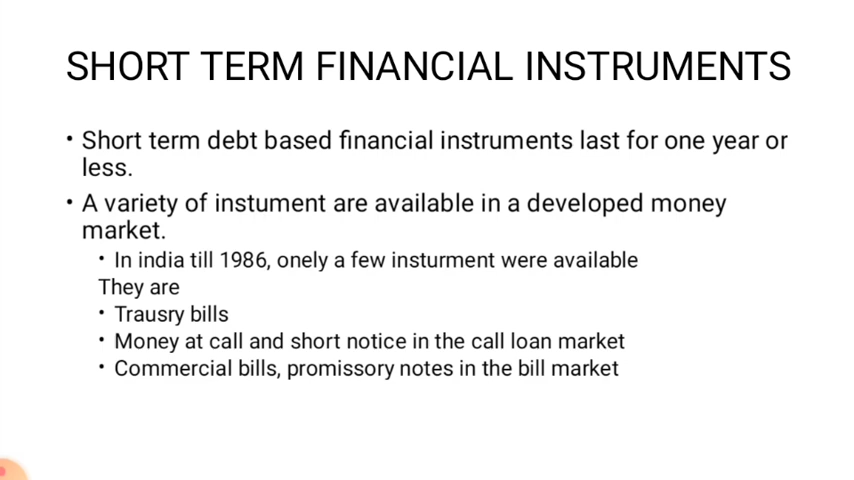 SHORT TERM FINANCIAL INSTRUMENTS
• Short term debt based financial instruments last for one year or
less.
• A variety of instument are available in a developed money
market.
• In india till 1986, onely a few insturment were available
They are
• Trausry bills
• Money at call and short notice in the call loan market
• Commercial bills, promissory notes in the bill market